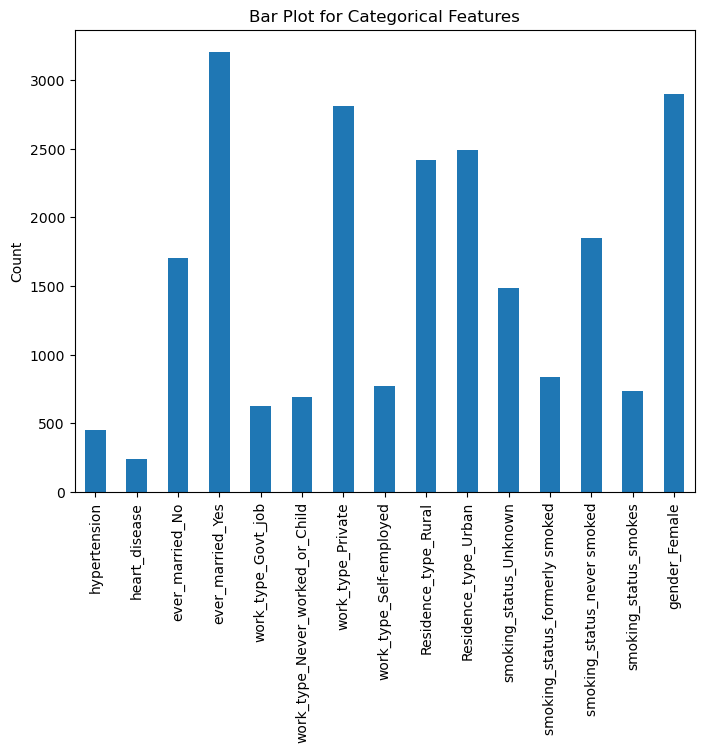 Bar Plot for Categorical Features
Count
3000
2500
2000
1500
1000
500
0
hypertension
heart_disease
ever_married_No
ever_married_Yes
work_type_Govt_job
work_type_Never_worked_or_Child
work_type_Private
work_type_Self-employed
Residence_type_Rural
Residence_type_Urban
smoking_status_Unknown
smoking_status_formerly smoked
smoking_status_never smoked
smoking_status_smokes
gender_Female